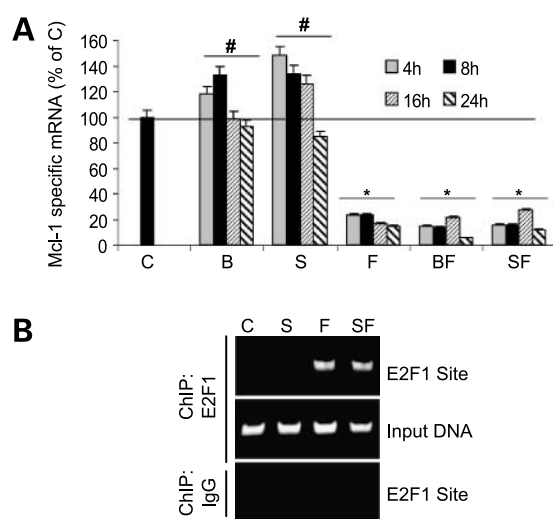 A
Mcl-1 specific mRNA (% of C)
160
140
120
100
80
60
40
20
0
#
#
4h
8h
16h
24h
*
*
*
C B S F BF SF
B
C S F SF
ChIP:
E2F1
E2F1 Site
Input DNA
ChIP:
IgG
E2F1 Site